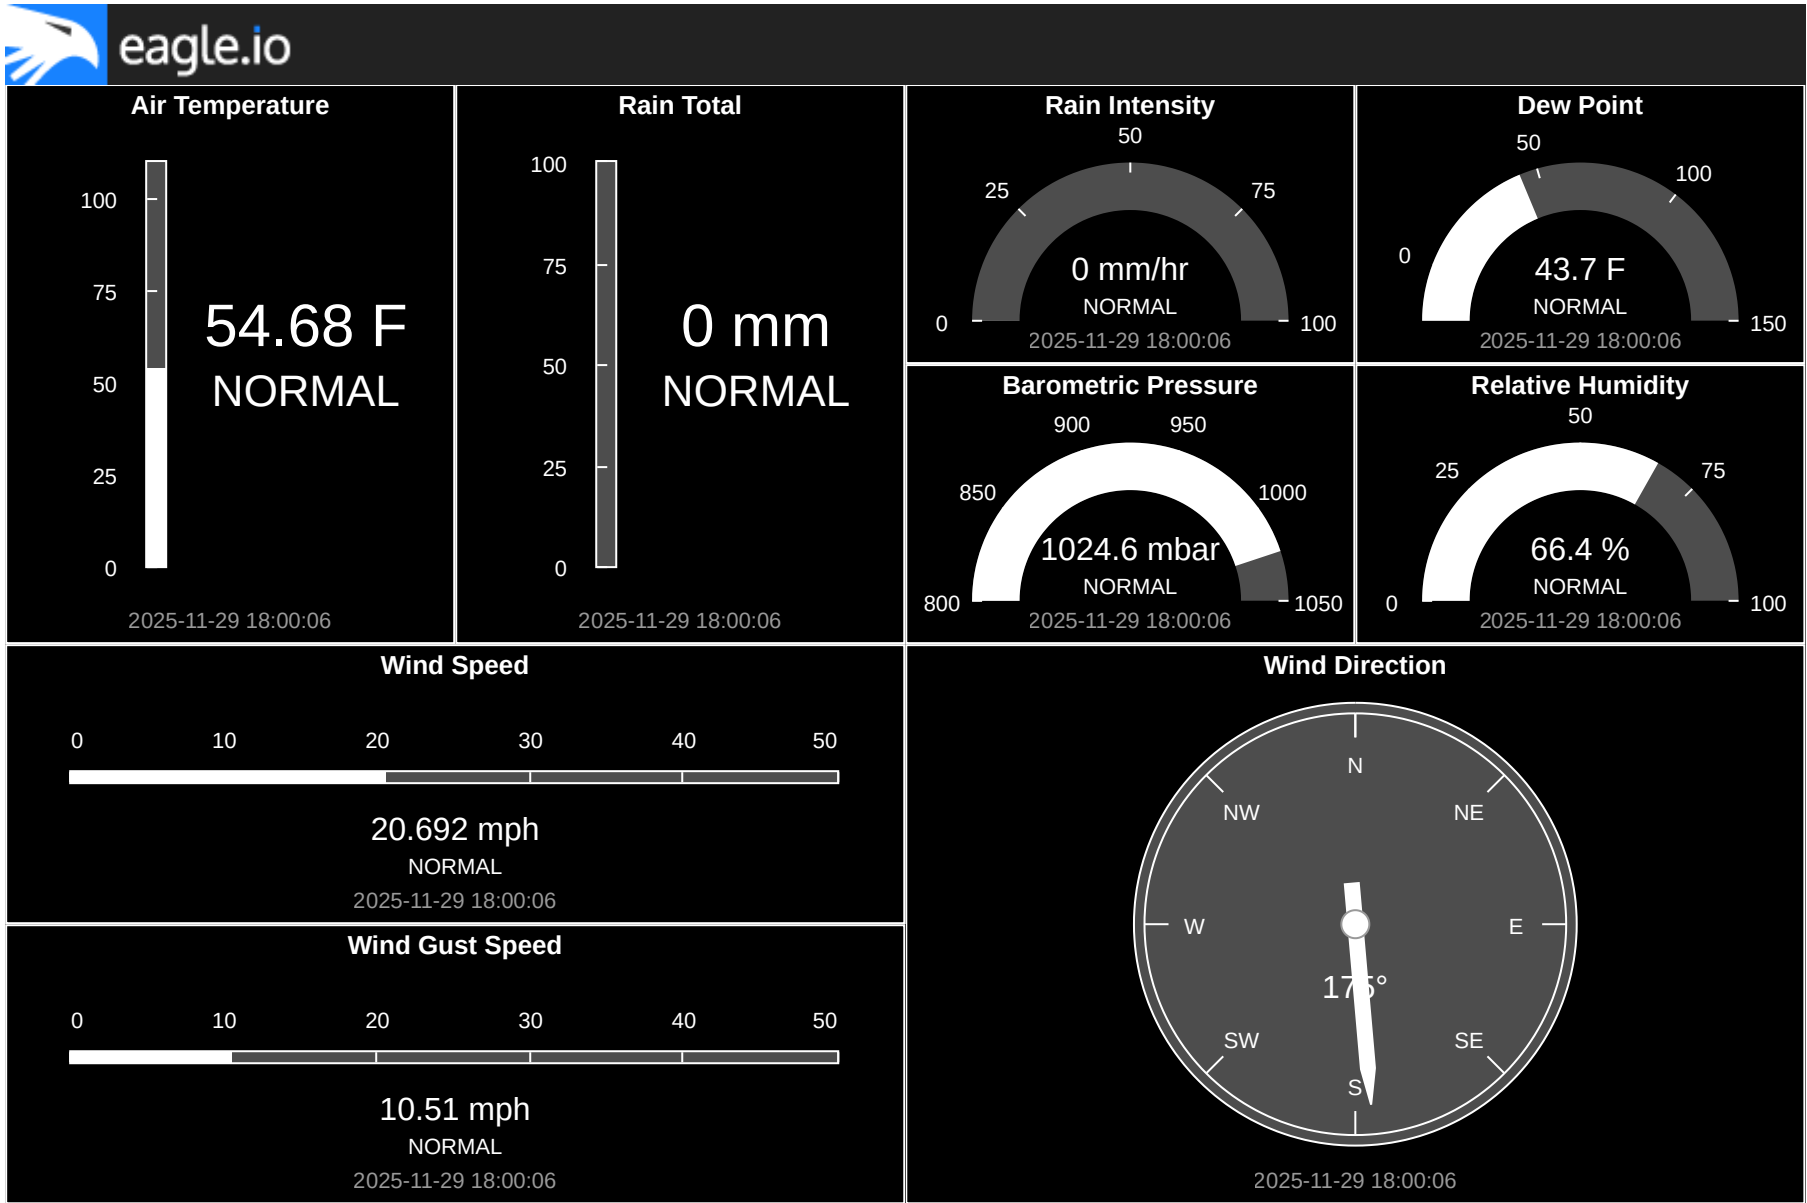 eagle.io
Air Temperature
100
75
50
25
0
54.68 F
NORMAL
2025-11-29 18:00:06
Rain Total
100
75
50
25
0
0 mm
NORMAL
2025-11-29 18:00:06
Rain Intensity
0
25
50
75
100
0 mm/hr
NORMAL
2025-11-29 18:00:06
Dew Point
0
50
100
150
43.7 F
NORMAL
2025-11-29 18:00:06
Barometric Pressure
800
850
900
950
1000
1050
1024.6 mbar
NORMAL
2025-11-29 18:00:06
Relative Humidity
0
25
50
75
100
66.4 %
NORMAL
2025-11-29 18:00:06
Wind Speed
0 10 20 30 40 50
20.692 mph
NORMAL
2025-11-29 18:00:06
Wind Gust Speed
0 10 20 30 40 50
10.51 mph
NORMAL
2025-11-29 18:00:06
Wind Direction
N
NW NE
W E
175°
SW SE
S
2025-11-29 18:00:06